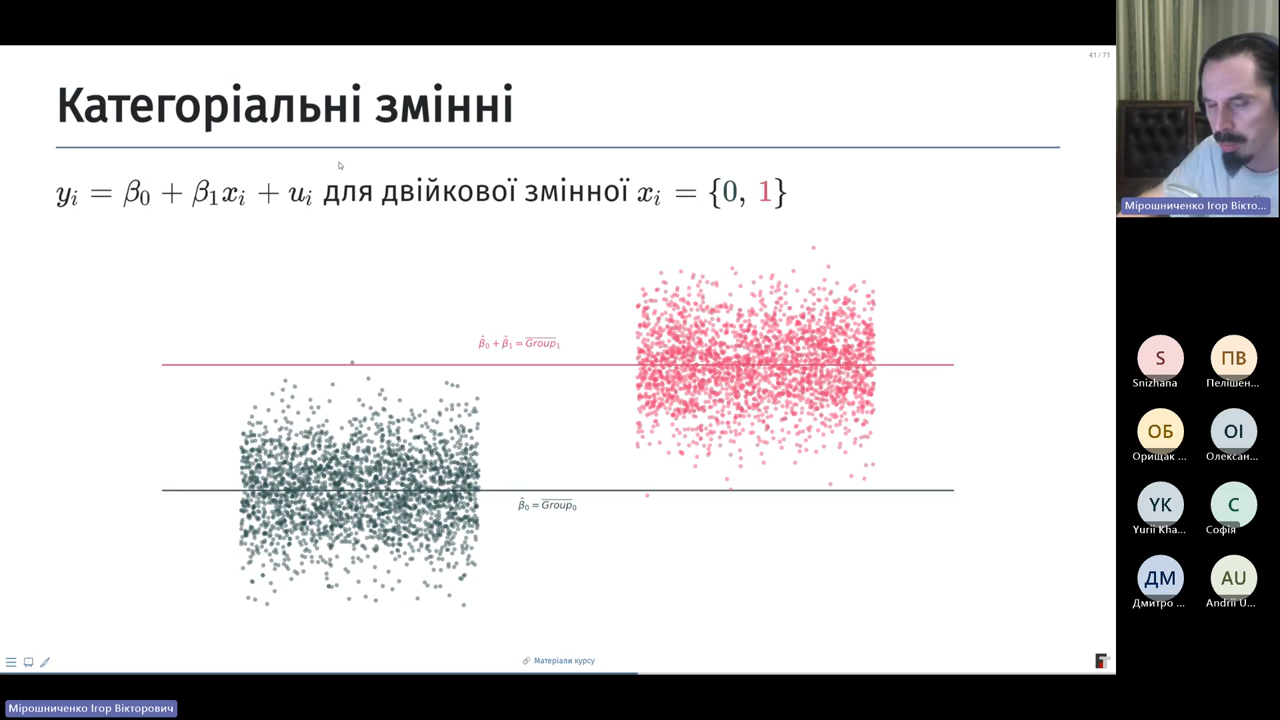 41 / 71
Категоріальні змінні
yᵢ = β₀ + β₁xᵢ + uᵢ для двійкової змінної xᵢ = {0, 1}
β̂₀ + β̂₁ = G̅r̅o̅u̅p̅₁
β̂₀ = G̅r̅o̅u̅p̅₀
Матеріали курсу
Мірошниченко Ігор Вікто...
S
ПВ
Snizhana
Пелішен...
ОБ
ОІ
Орищак ...
Олексан...
YK
С
Yurii Kha...
Софія
ДМ
AU
Дмитро ...
Andrii U...
Мірошниченко Ігор Вікторович